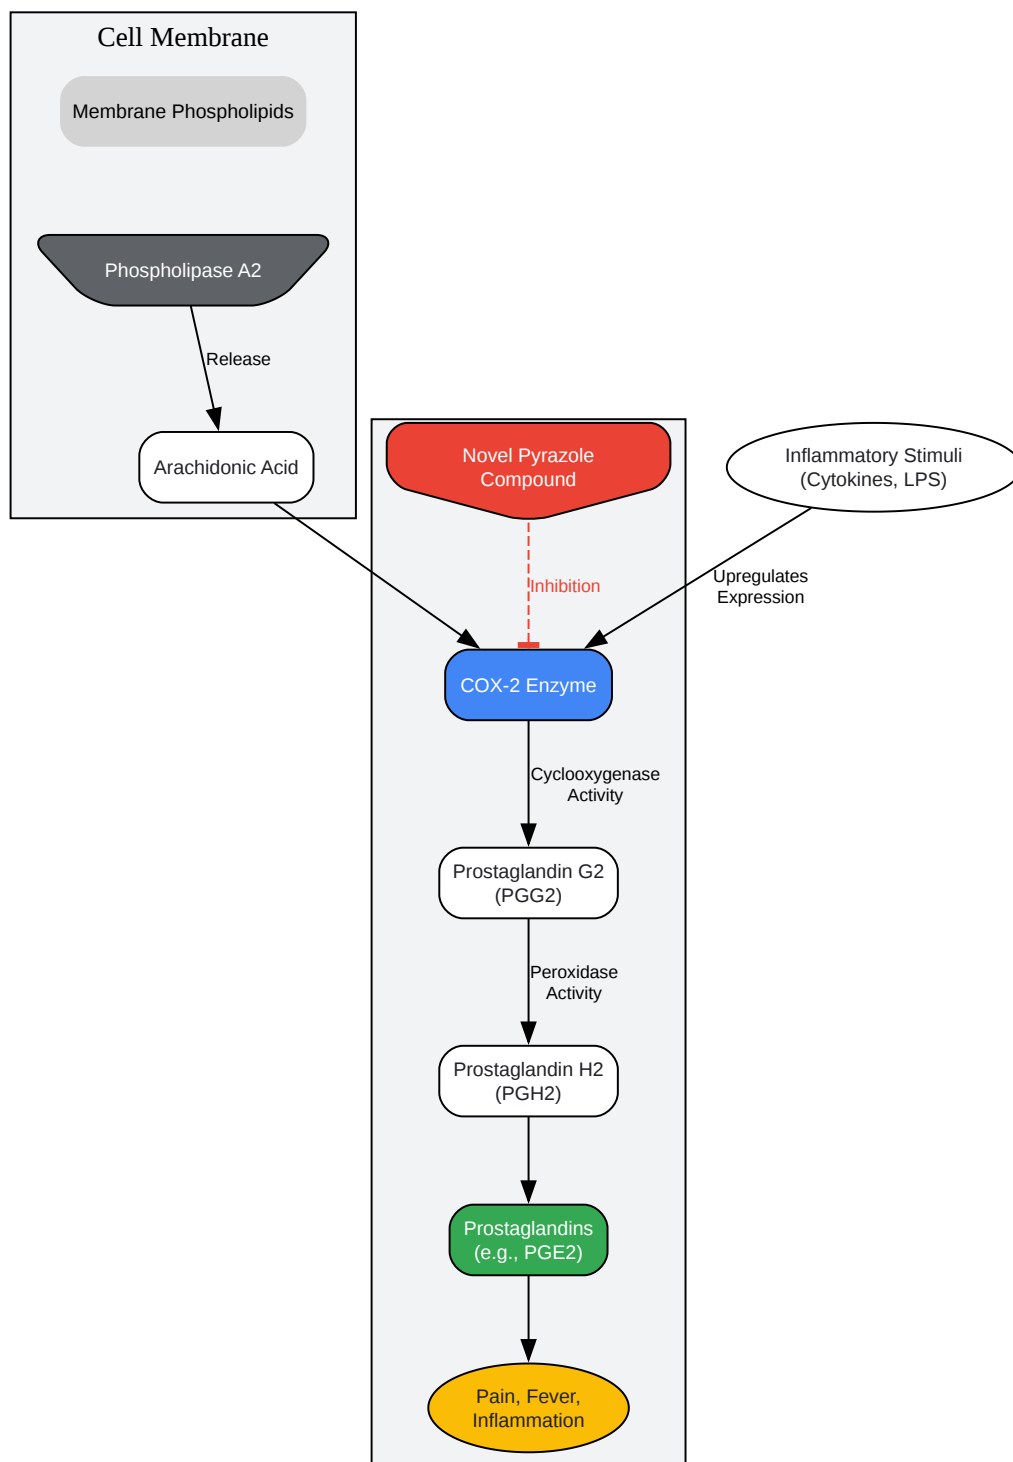 Cell Membrane
Membrane Phospholipids
Phospholipase A2
Release
Arachidonic Acid
Novel Pyrazole
Compound
Inflammatory Stimuli
(Cytokines, LPS)
Inhibition
Upregulates
Expression
COX-2 Enzyme
Cyclooxygenase
Activity
Prostaglandin G2
(PGG2)
Peroxidase
Activity
Prostaglandin H2
(PGH2)
Prostaglandins
(e.g., PGE2)
Pain, Fever,
Inflammation